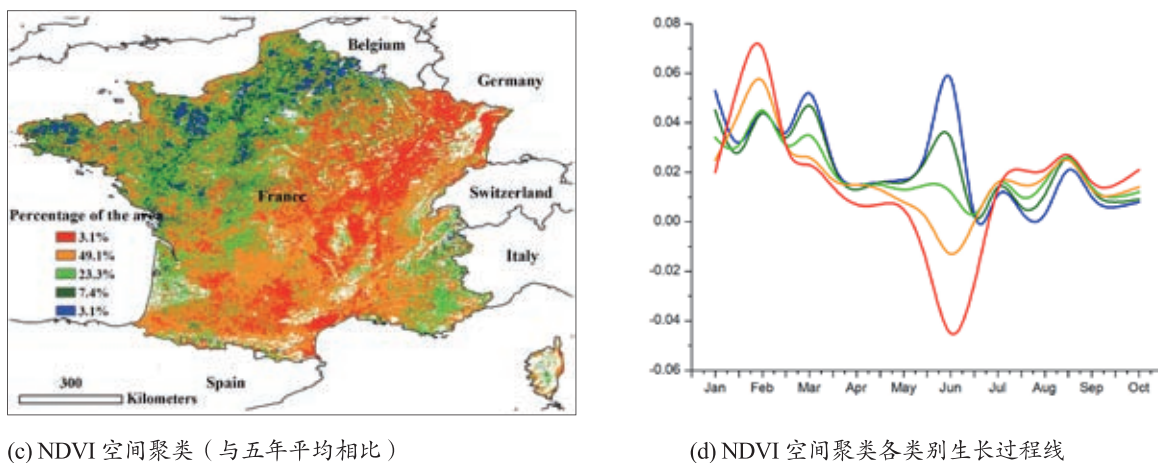 Belgium
Germany
Switzerland
France
Italy
Spain
Percentage of the area
3.1%
49.1%
23.3%
7.4%
3.1%
300
Kilometers
0.08
0.06
0.04
0.02
0.00
-0.02
-0.04
-0.06
Jan Feb Mar Apr May Jun Jul Aug Sep Oct
(c) NDVI 空间聚类（与五年平均相比）
(d) NDVI 空间聚类各类别生长过程线